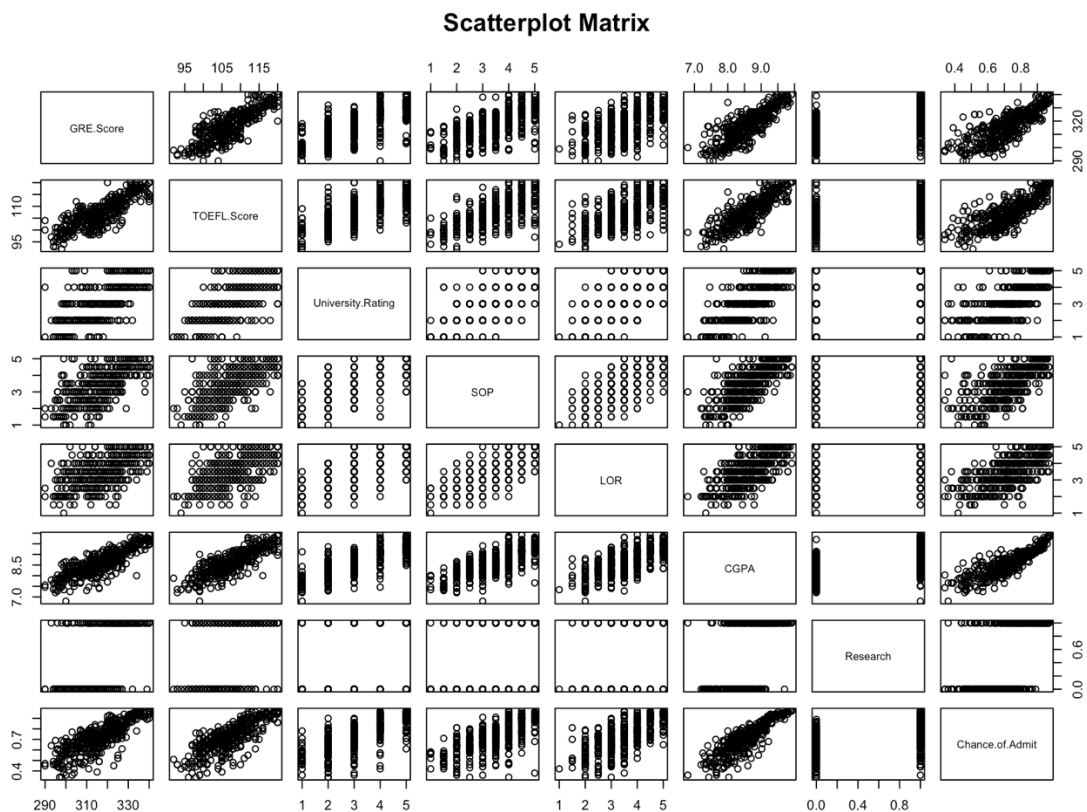 Scatterplot Matrix
95 105 115
1 2 3 4 5
7.0 8.0 9.0
0.4 0.6 0.8
GRE.Score
290 320
TOEFL.Score
95 110
University.Rating
1 3 5
SOP
1 3 5
LOR
1 3 5
CGPA
7.0 8.5
Research
0.0 0.6
Chance.of.Admit
0.4 0.7
290 310 330
1 2 3 4 5
1 2 3 4 5
0.0 0.4 0.8